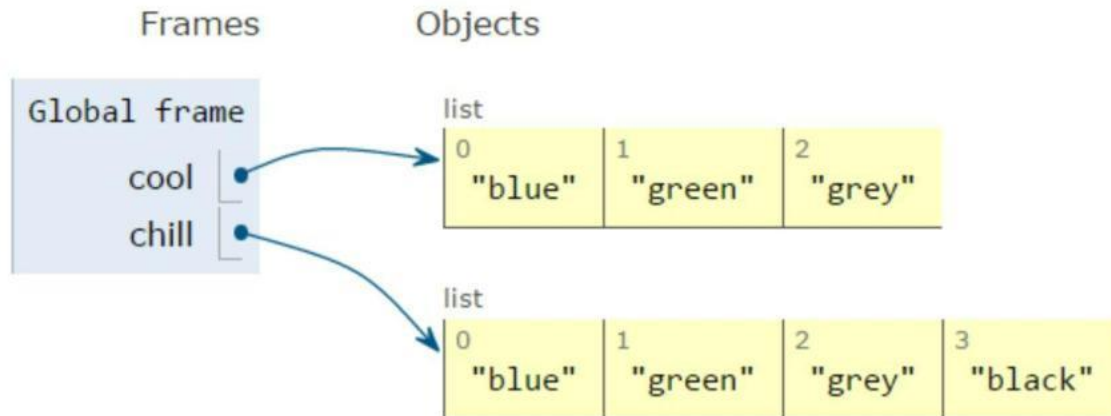 Frames Objects
Global frame
cool
chill
list
0 1 2
"blue" "green" "grey"
list
0 1 2 3
"blue" "green" "grey" "black"